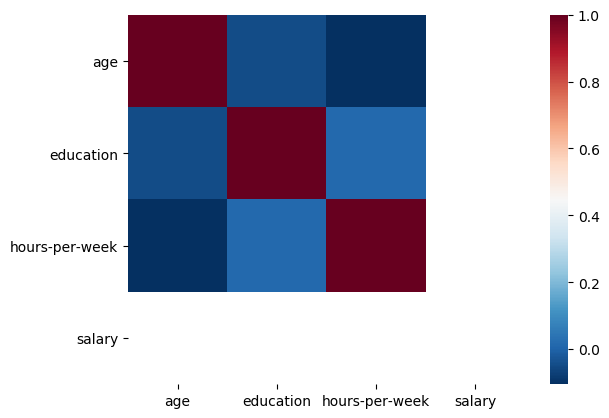 age
education
hours-per-week
salary
age education hours-per-week salary
1.0
0.8
0.6
0.4
0.2
0.0